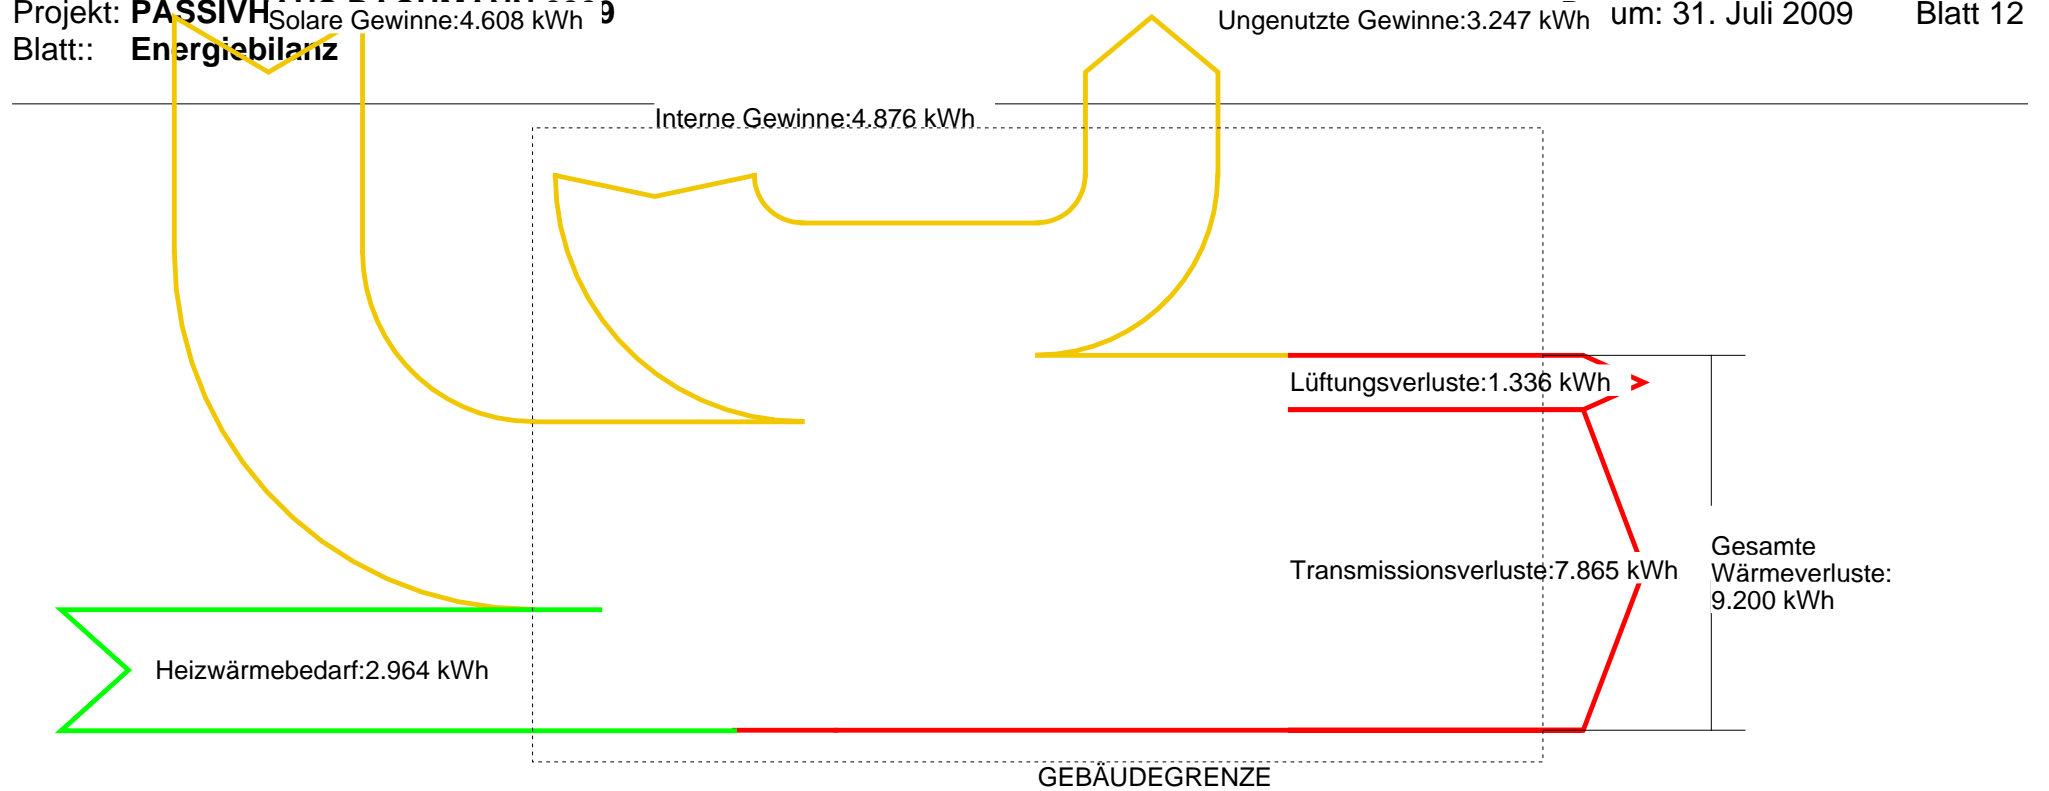 Projekt: PASSIVH 9 um: 31. Juli 2009 Blatt 12
Solare Gewinne:4.608 kWh
Ungenutzte Gewinne:3.247 kWh
Blatt:: Energiebilanz
Interne Gewinne:4.876 kWh
Lüftungsverluste:1.336 kWh
Gesamte
Wärmeverluste:
9.200 kWh
Transmissionsverluste:7.865 kWh
Heizwärmebedarf:2.964 kWh
GEBÄUDEGRENZE